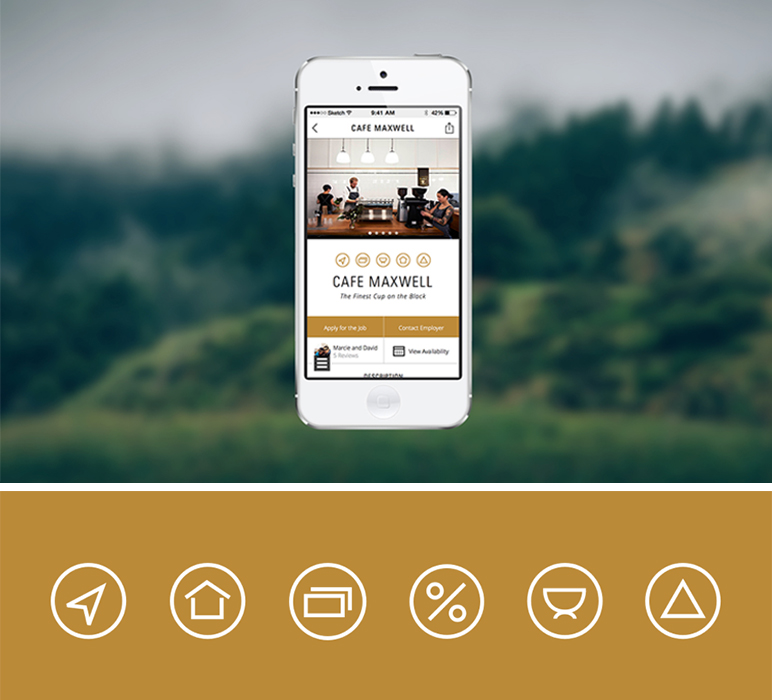 Sketch 9:41 AM 42%
CAFE MAXWELL
CAFE MAXWELL
The Finest Cup on the Block
Apply for the Job Contact Employer
Marcie and David
5 Reviews
View Availability
DESCRIPTION